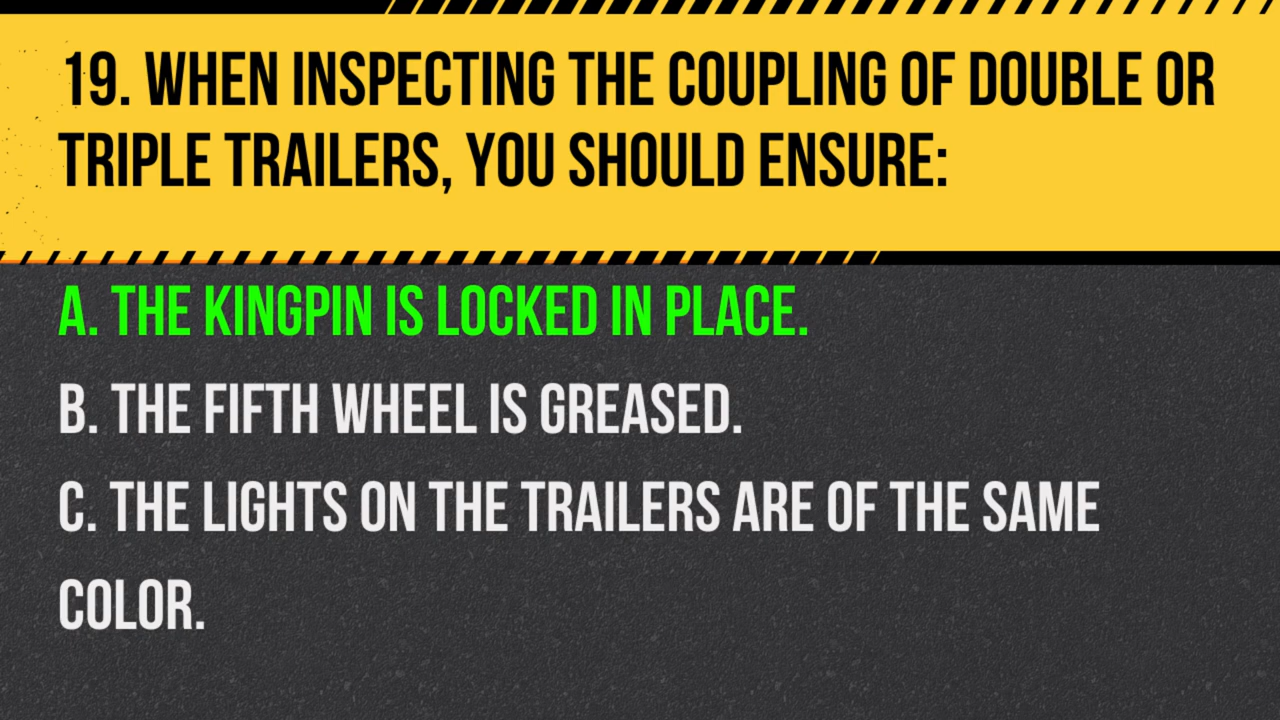 19. WHEN INSPECTING THE COUPLING OF DOUBLE OR
TRIPLE TRAILERS, YOU SHOULD ENSURE:
A. THE KINGPIN IS LOCKED IN PLACE.
B. THE FIFTH WHEEL IS GREASED.
C. THE LIGHTS ON THE TRAILERS ARE OF THE SAME
COLOR.